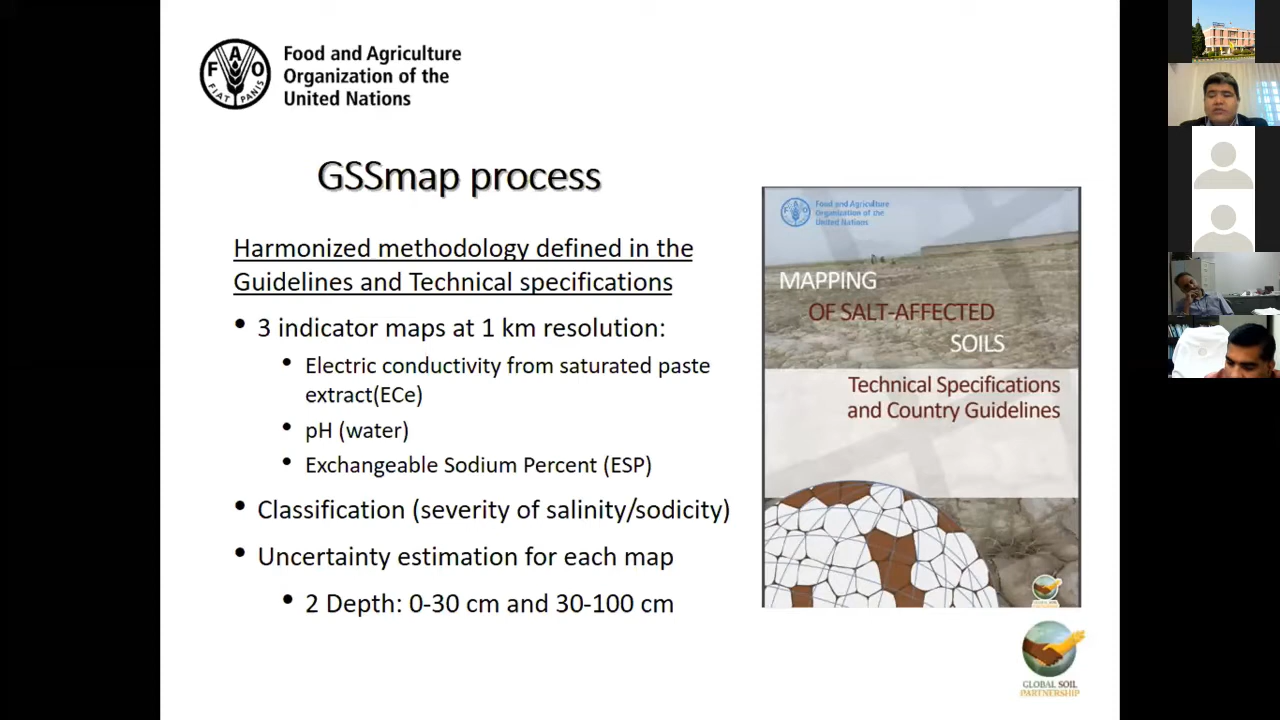 Food and Agriculture
Organization of the
United Nations
F A O
FIAT PANIS
GSSmap process
Harmonized methodology defined in the
Guidelines and Technical specifications
• 3 indicator maps at 1 km resolution:
• Electric conductivity from saturated paste
extract(ECe)
• pH (water)
• Exchangeable Sodium Percent (ESP)
• Classification (severity of salinity/sodicity)
• Uncertainty estimation for each map
• 2 Depth: 0-30 cm and 30-100 cm
Food and Agriculture
Organization of the
United Nations
MAPPING
OF SALT-AFFECTED
SOILS
Technical Specifications
and Country Guidelines
GLOBAL SOIL
PARTNERSHIP